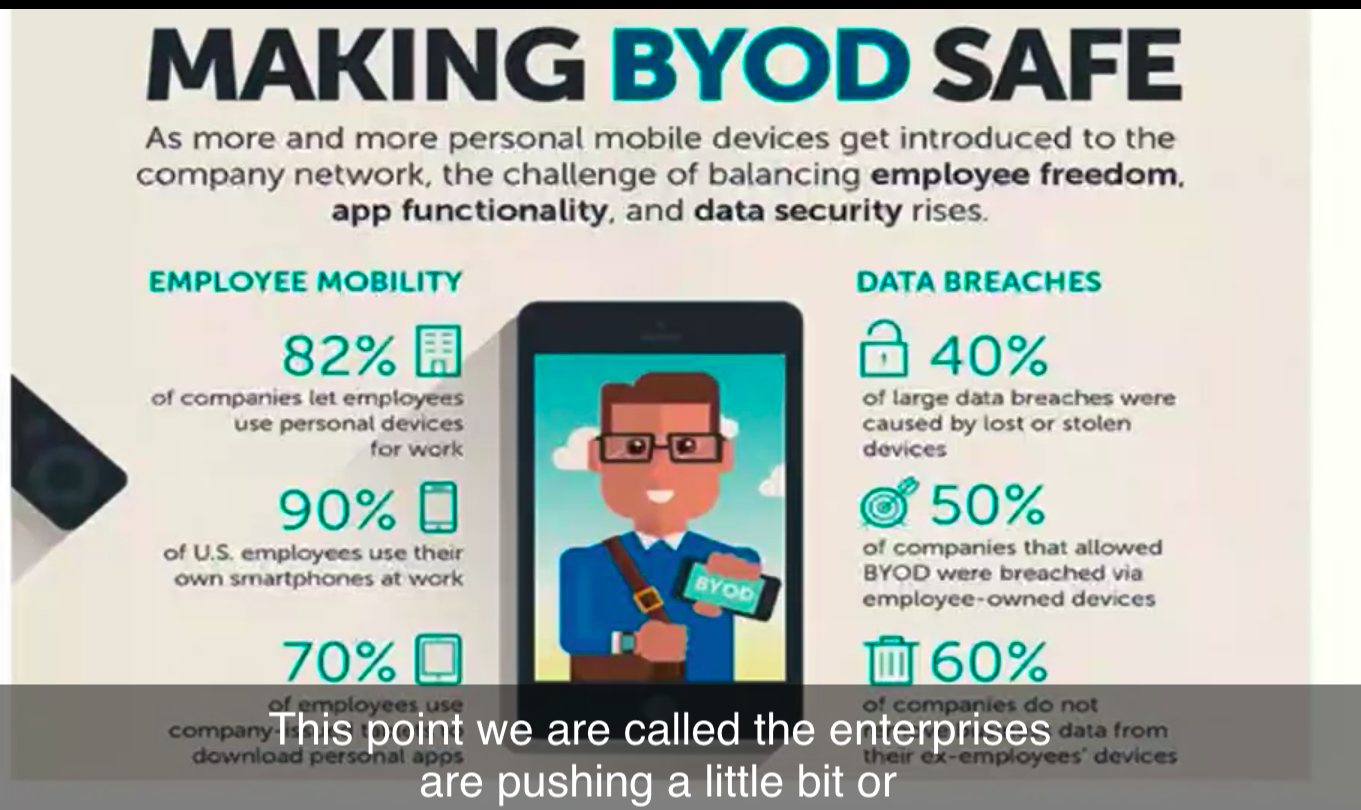 MAKING BYOD SAFE
As more and more personal mobile devices get introduced to the
company network, the challenge of balancing employee freedom,
app functionality, and data security rises.
EMPLOYEE MOBILITY
82%
of companies let employees
use personal devices
for work
90%
of U.S. employees use their
own smartphones at work
70%
of employees use
download personal apps
BYOD
DATA BREACHES
40%
of large data breaches were
caused by lost or stolen
devices
50%
of companies that allowed
BYOD were breached via
employee-owned devices
60%
of companies do not
data from
their ex-employees' devices
This point we are called the enterprises
are pushing a little bit or